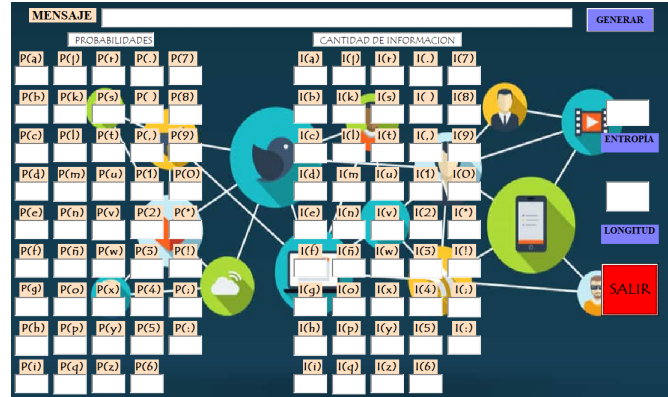 MENSAJE GENERAR
PROBABILIDADES CANTIDAD DE INFORMACION
P(a) P(j) P(r) P(.) P(7) I(a) I(j) I(r) I(.) I(7)
P(b) P(k) P(s) P( ) P(8) I(b) I(k) I(s) I( ) I(8)
P(c) P(l) P(t) P(,) P(9) I(c) I(l) I(t) I(,) I(9)
ENTROPÍA
P(d) P(m) P(u) P(1) P(0) I(d) I(m I(u) I(1) I(0)
P(e) P(n) P(v) P(2) P(*) I(e) I(n) I(v) I(2) I(*)
LONGITUD
P(f) P(ñ) P(w) P(3) P(!) I(f) I(ñ) I(w) I(3) I(!)
P(g) P(o) P(x) P(4) P(;) I(g) I(o) I(x) I(4) I(;)
SALIR
P(h) P(p) P(y) P(5) P(:) I(h) I(p) I(y) I(5) I(:)
P(i) P(q) P(z) P(6) I(i) I(q) I(z) I(6)